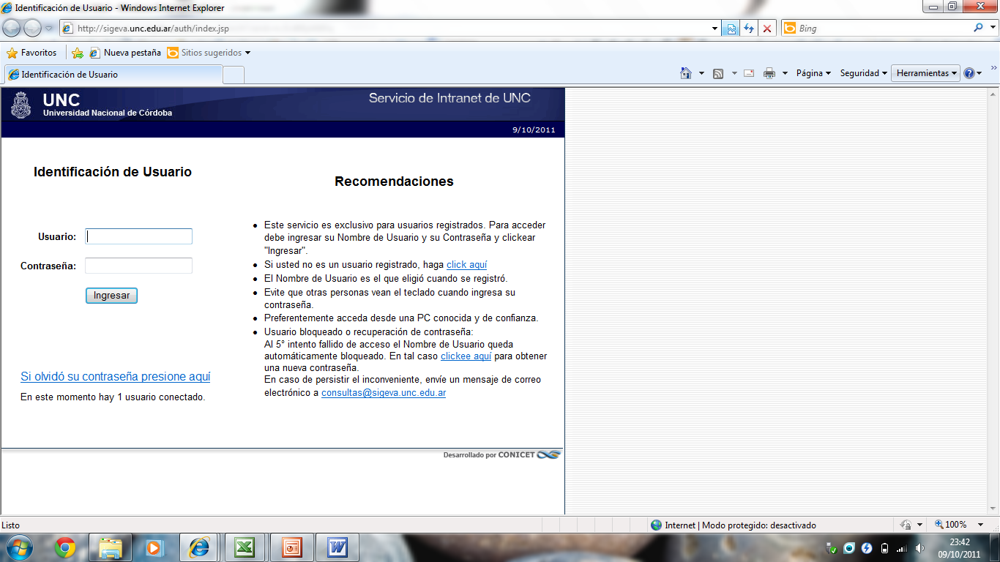 Identificación de Usuario - Windows Internet Explorer
http://sigeva.unc.edu.ar/auth/index.jsp
Bing
Favoritos
Nueva pestaña
Sitios sugeridos
Identificación de Usuario
Página
Seguridad
Herramientas
UNC
Universidad Nacional de Córdoba
Servicio de Intranet de UNC
9/10/2011
Identificación de Usuario
Usuario:
Contraseña:
Ingresar
Si olvidó su contraseña presione aquí
En este momento hay 1 usuario conectado.
Recomendaciones
Este servicio es exclusivo para usuarios registrados. Para acceder
debe ingresar su Nombre de Usuario y su Contraseña y clickear
"Ingresar".
Si usted no es un usuario registrado, haga click aquí
El Nombre de Usuario es el que eligió cuando se registró.
Evite que otras personas vean el teclado cuando ingresa su
contraseña.
Preferentemente acceda desde una PC conocida y de confianza.
Usuario bloqueado o recuperación de contraseña:
Al 5° intento fallido de acceso el Nombre de Usuario queda
automáticamente bloqueado. En tal caso clickee aquí para obtener
una nueva contraseña.
En caso de persistir el inconveniente, envíe un mensaje de correo
electrónico a consultas@sigeva.unc.edu.ar
Desarrollado por CONICET
Listo
Internet | Modo protegido: desactivado
100%
23:42
09/10/2011